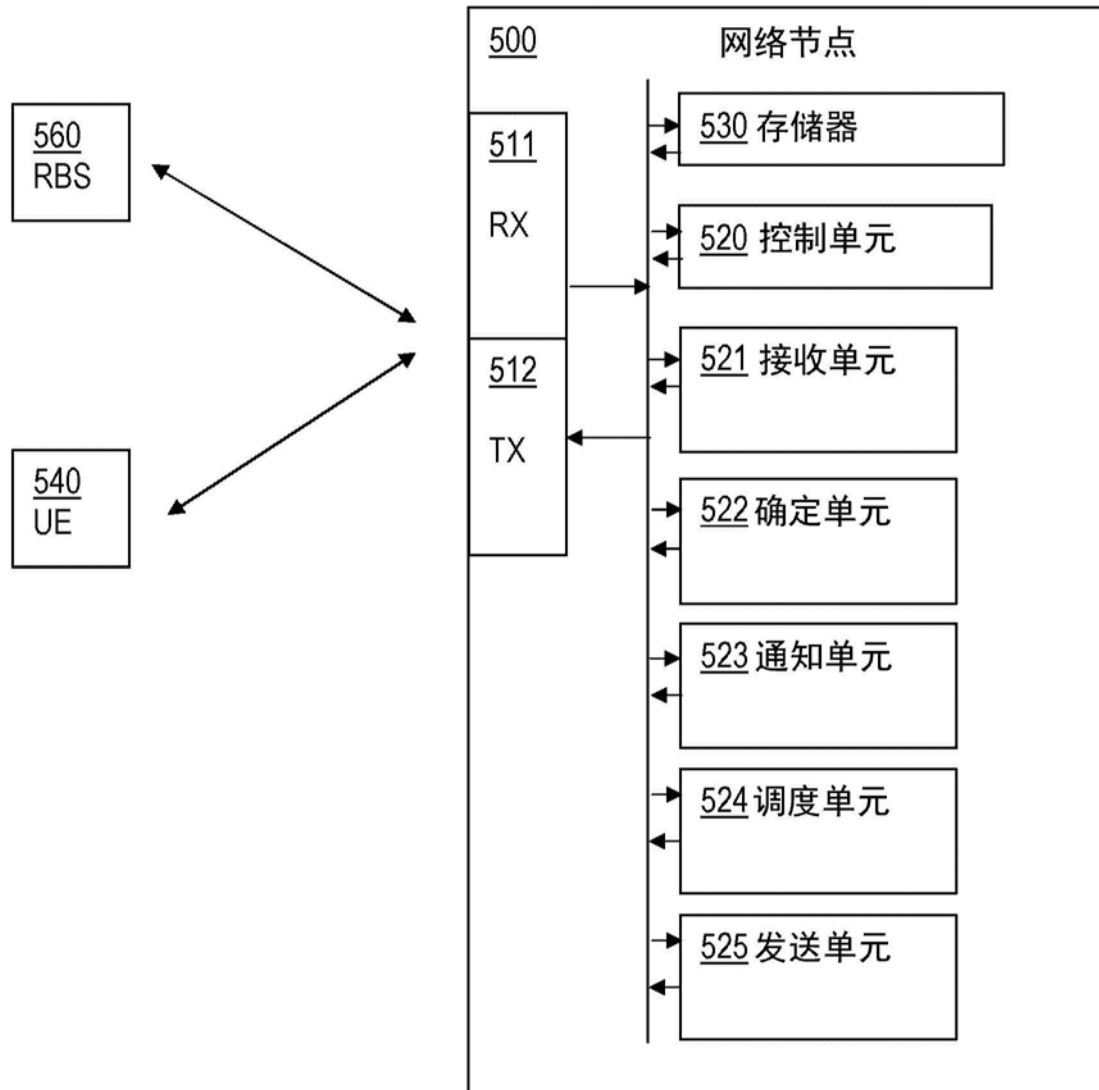 500 网络节点
560
RBS
511
RX
530 存储器
520 控制单元
512
TX
521 接收单元
540
UE
522 确定单元
523 通知单元
524 调度单元
525 发送单元